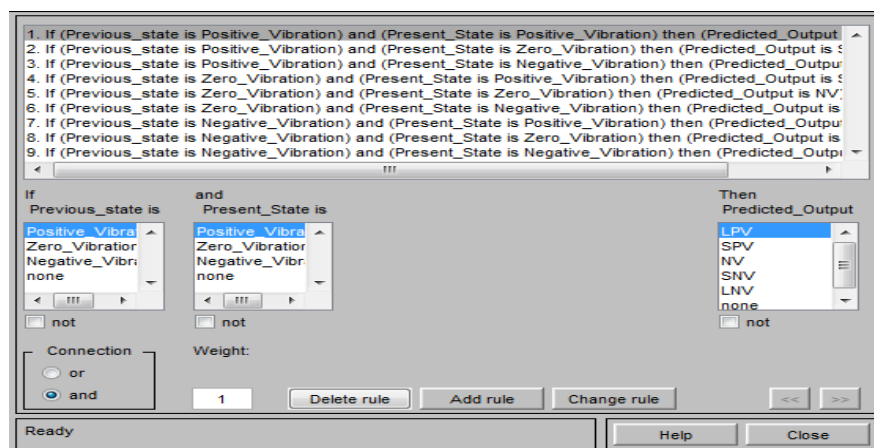 1. If (Previous_state is Positive_Vibration) and (Present_State is Positive_Vibration) then (Predicted_Output
2. If (Previous_state is Positive_Vibration) and (Present_State is Zero_Vibration) then (Predicted_Output is S
3. If (Previous_state is Positive_Vibration) and (Present_State is Negative_Vibration) then (Predicted_Outpu
4. If (Previous_state is Zero_Vibration) and (Present_State is Positive_Vibration) then (Predicted_Output is S
5. If (Previous_state is Zero_Vibration) and (Present_State is Zero_Vibration) then (Predicted_Output is NV)
6. If (Previous_state is Zero_Vibration) and (Present_State is Negative_Vibration) then (Predicted_Output is
7. If (Previous_state is Negative_Vibration) and (Present_State is Positive_Vibration) then (Predicted_Outpu
8. If (Previous_state is Negative_Vibration) and (Present_State is Zero_Vibration) then (Predicted_Output is
9. If (Previous_state is Negative_Vibration) and (Present_State is Negative_Vibration) then (Predicted_Outp
If and Then
Previous_state is Present_State is Predicted_Output
Positive_Vibra Positive_Vibra LPV
Zero_Vibration Zero_Vibration SPV
Negative_Vibr Negative_Vibr NV
none none SNV
LNV
none
not not not
Connection Weight:
or
and 1 Delete rule Add rule Change rule << >>
Ready Help Close